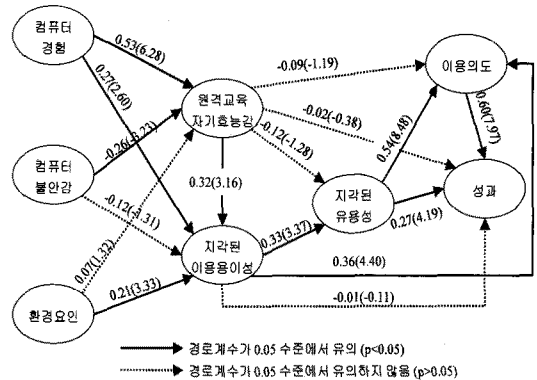 컴퓨터
경험
0.53(6.28)
0.27(2.60)
-0.09(-1.19)
이용의도
원격교육
자기효능감
-0.02(-0.38)
-0.12(-1.28)
0.60(7.97)
0.54(8.48)
-0.26(-3.23)
컴퓨터
불안감
0.32(3.16)
지각된
유용성
성과
-0.12(-1.31)
0.27(4.19)
0.33(3.37)
지각된
이용용이성
0.07(1.32)
0.36(4.40)
0.21(3.33)
환경요인
-0.01(-0.11)
경로계수가 0.05 수준에서 유의 (p<0.05)
경로계수가 0.05 수준에서 유의하지 않음 (p>0.05)